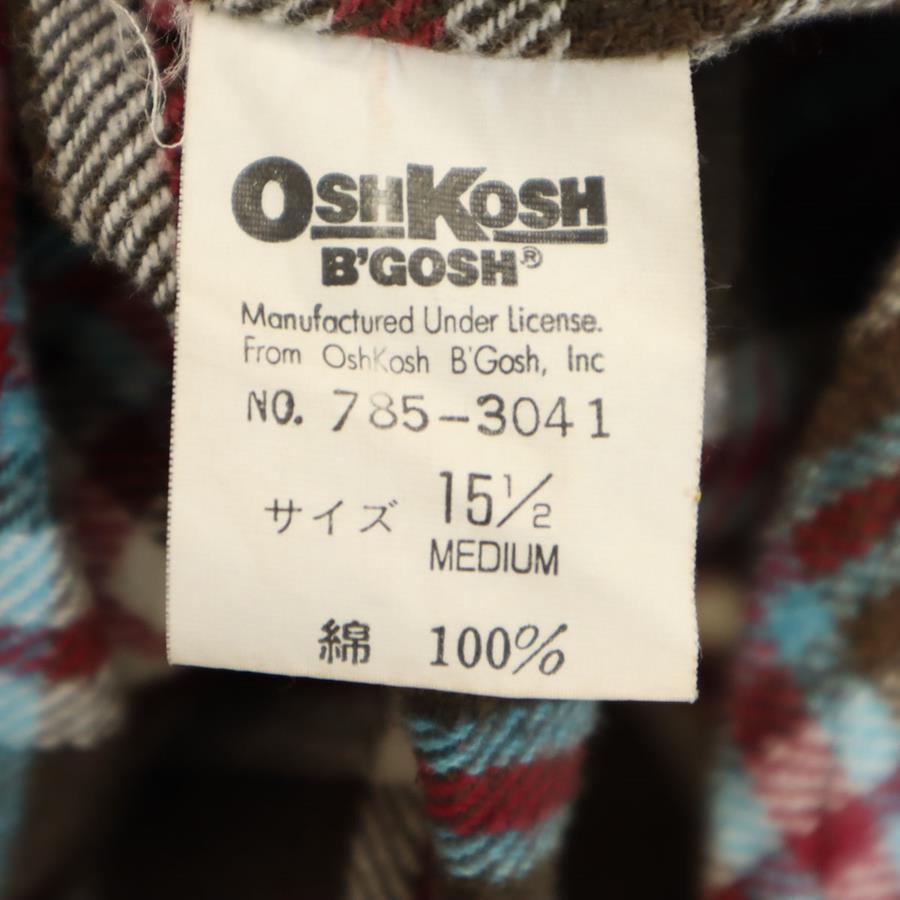 OSHKOSH
B'GOSH®
Manufactured Under License.
From OshKosh B'Gosh, Inc
NO. 785-3041
サイズ 15½
MEDIUM
綿 100%